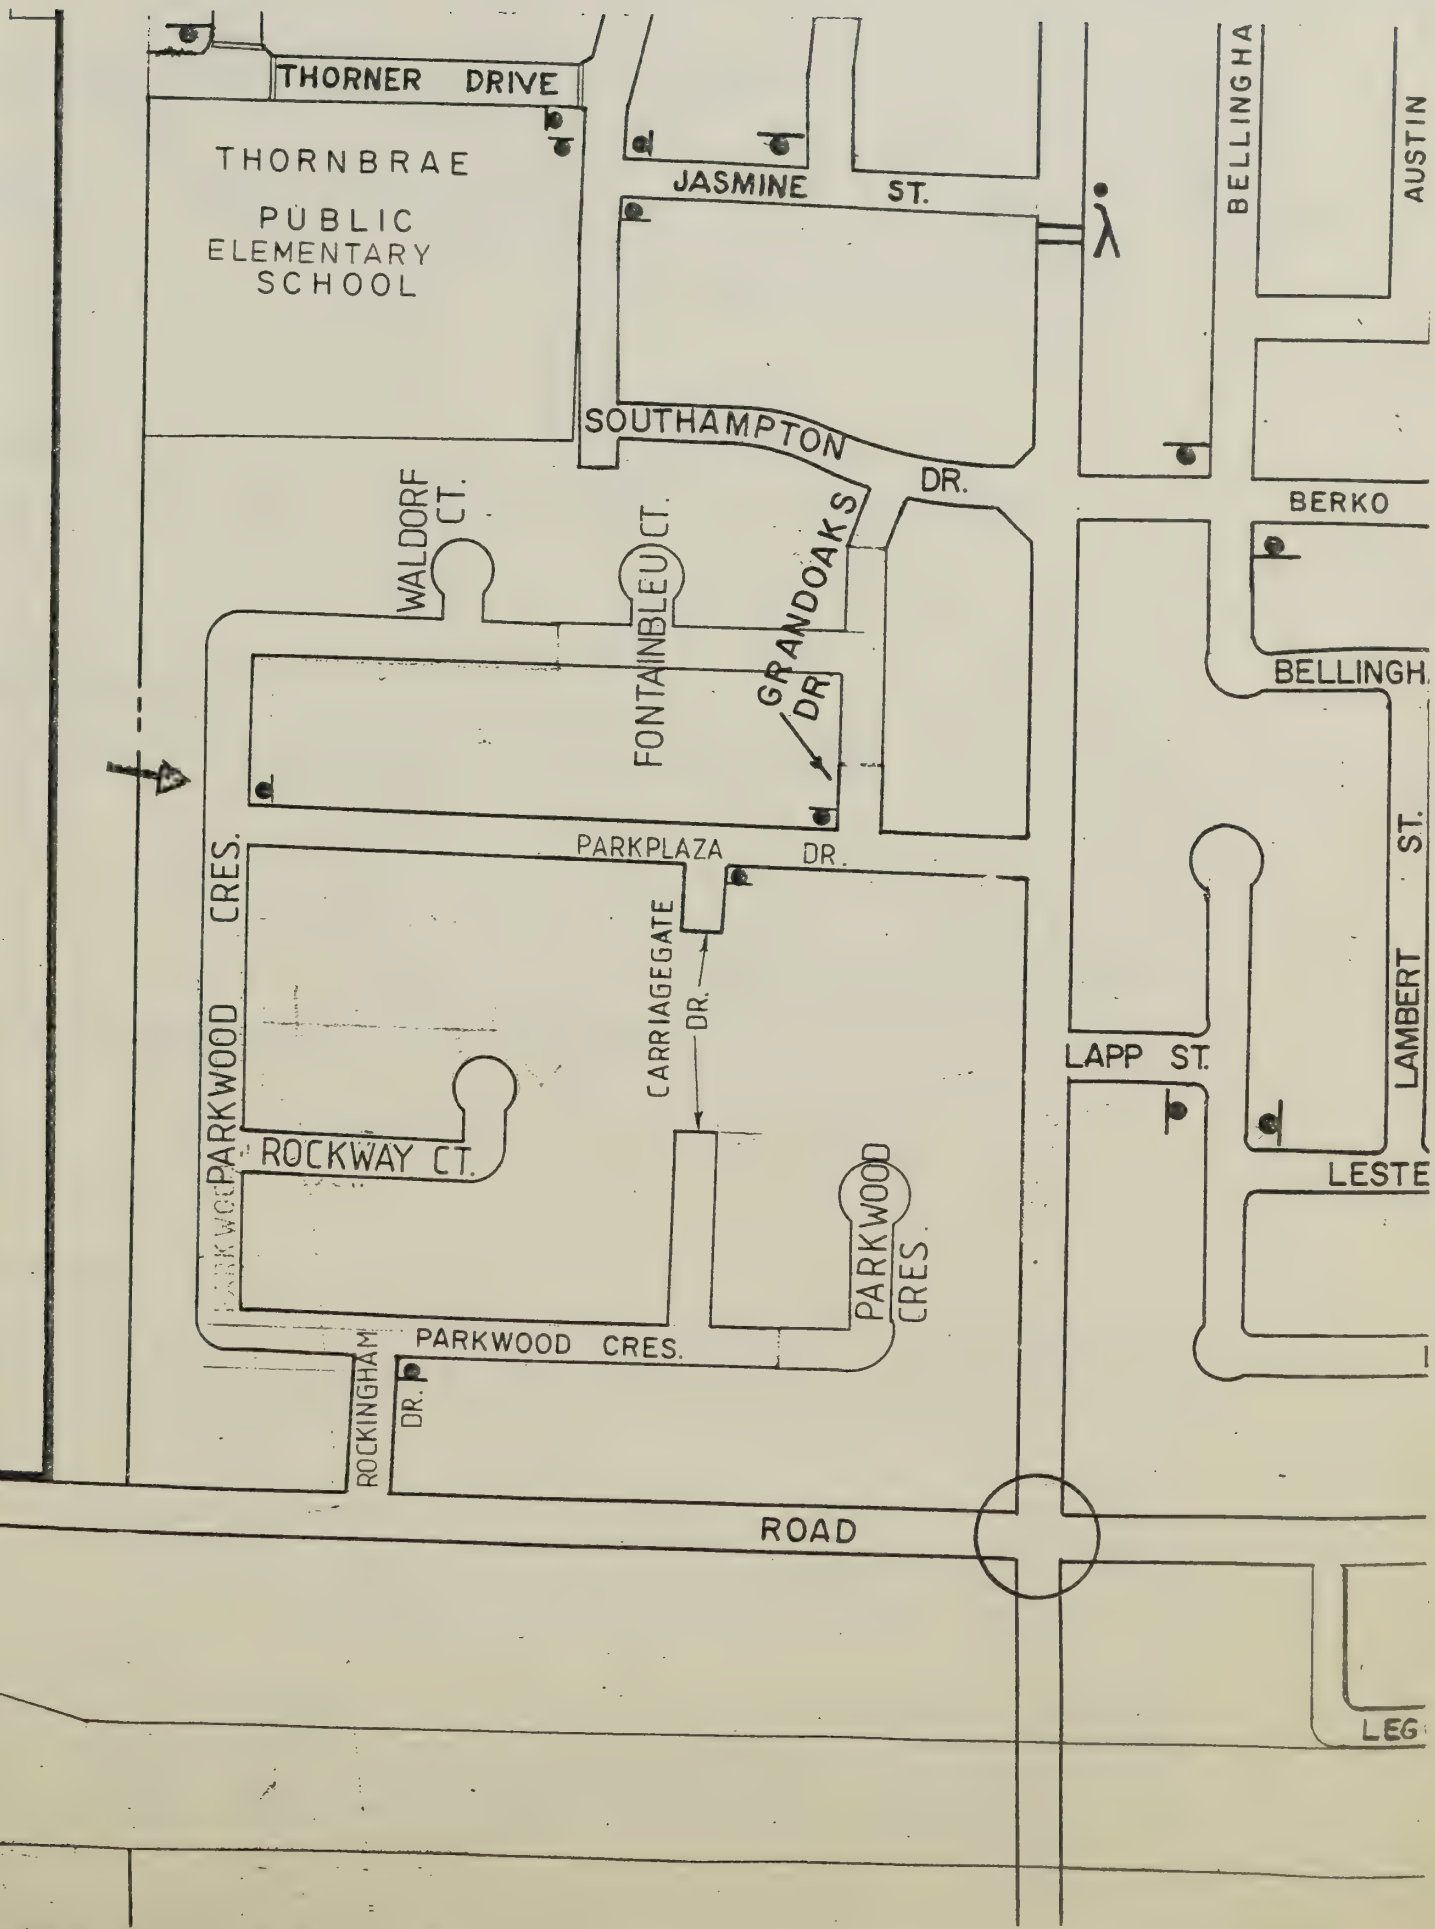 THORNER DRIVE
THORNBRAE
PUBLIC
ELEMENTARY
SCHOOL
JASMINE ST.
BELLINGHA
AUSTIN
SOUTHAMPTON
DR.
BERKO
WALDORF
CT.
FONTAINBLEU CT.
GRANDOAKS
DR.
BELLINGH
PARKPLAZA DR.
PARKWOOD CRES.
CARRIAGEGATE
DR.
LAMBERT ST.
LAPP ST.
ROCKWAY CT.
PARKWOOD
CRES.
LESTE
PARKWOOD CRES.
ROCKINGHAM
DR.
ROAD
LEG